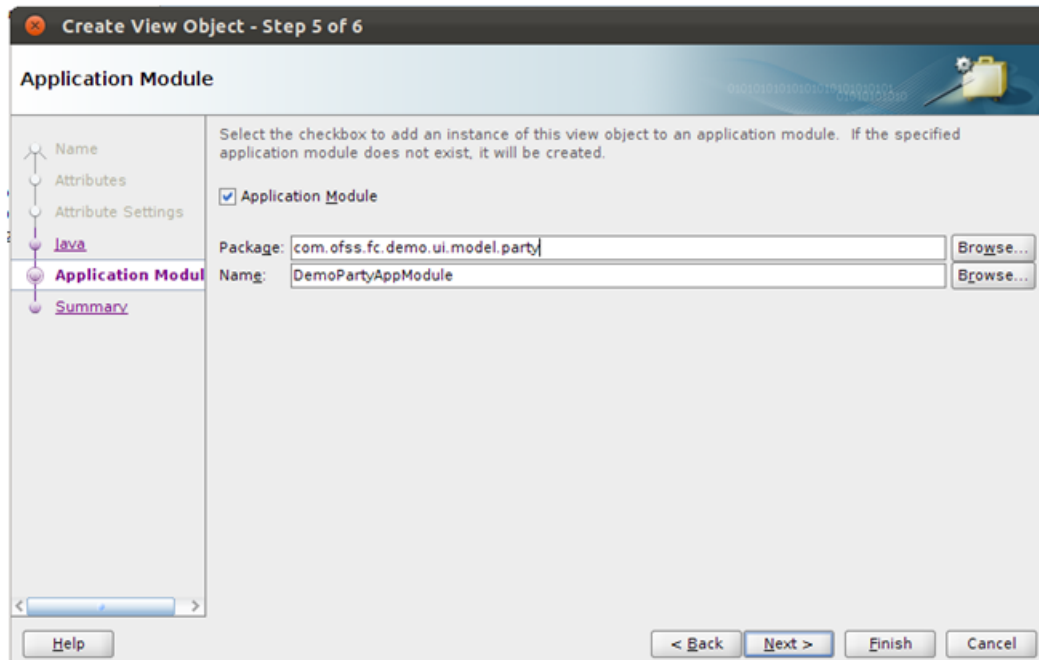 Create View Object - Step 5 of 6
Application Module
Name
Attributes
Attribute Settings
Java
Application Modul
Summary
Select the checkbox to add an instance of this view object to an application module. If the specified
application module does not exist, it will be created.
Application Module
Package: com.ofss.fc.demo.ui.model.party Browse...
Name: DemoPartyAppModule Browse...
Help < Back Next > Finish Cancel